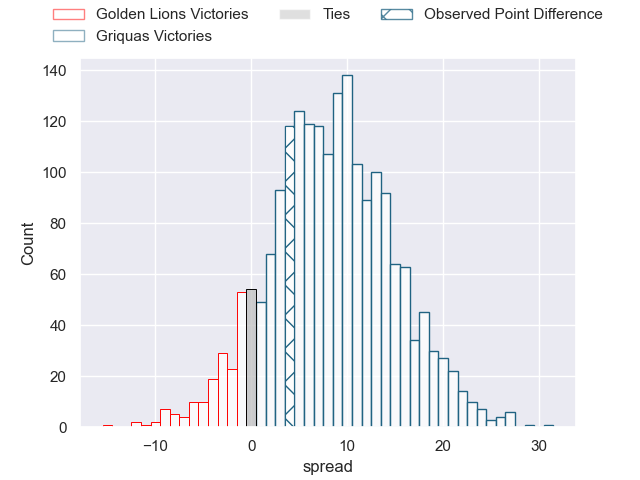 Golden Lions Victories
Ties
Observed Point Difference
Griquas Victories
140
120
100
80
60
40
20
0
Count
−10
0
10
20
30
spread